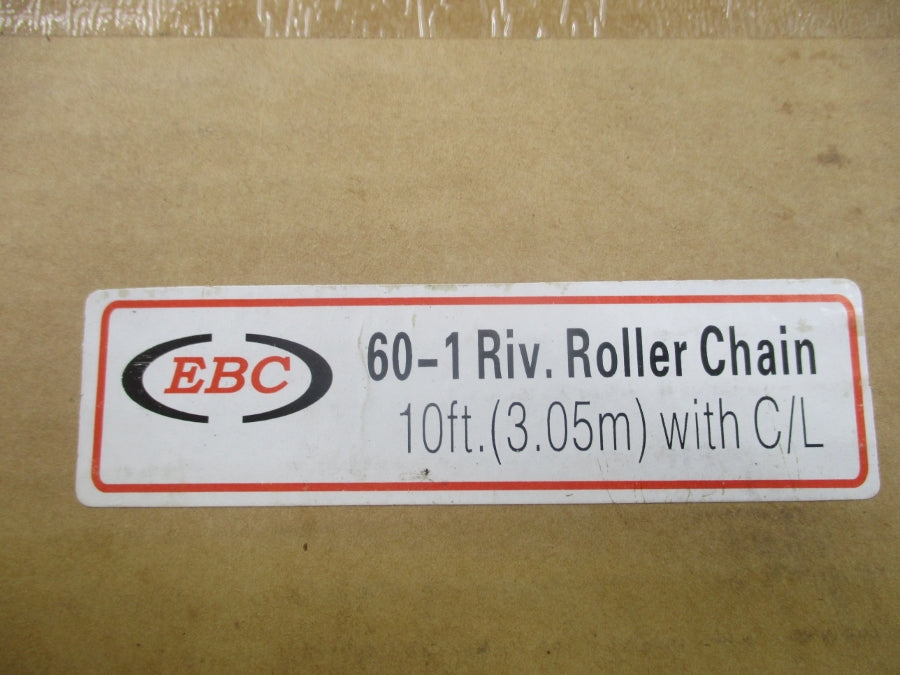 EBC
60-1 Riv. Roller Chain
10ft.(3.05m) with C/L